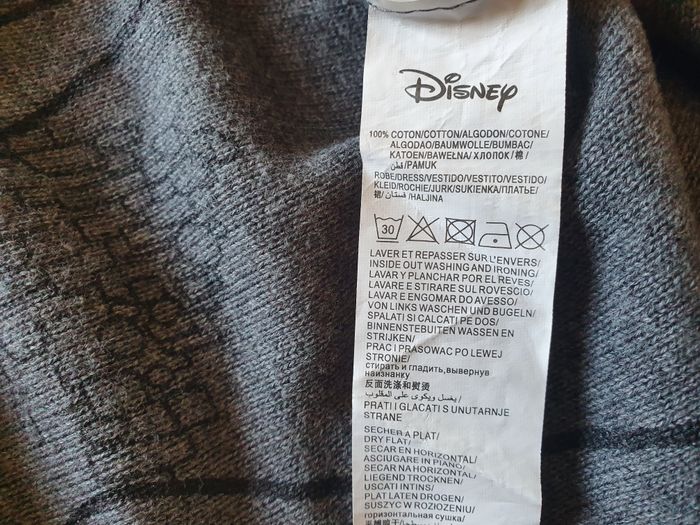 Disney
100% COTON/COTTON/ALGODON/COTONE/
ALGODAO/BAUMWOLLE/BUMBAC/
KATOEN/BAWEŁNA/ХЛОПОК/棉/
قطن/PAMUK
ROBE/DRESS/VESTIDO/VESTITO/VESTIDO/
KLEID/ROCHIE/JURK/SUKIENKA/ПЛАТЬЕ/
裙/فستان/HALJINA
30
LAVER ET REPASSER SUR L'ENVERS/
INSIDE OUT WASHING AND IRONING/
LAVAR Y PLANCHAR POR EL REVES/
LAVARE E STIRARE SUL ROVESCIO/
LAVAR E ENGOMAR DO AVESSO/
VON LINKS WASCHEN UND BUGELN/
SPALATI SI CALCATI PE DOS/
BINNENSTEBUITEN WASSEN EN
STRIJKEN/
PRAC I PRASOWAC PO LEWEJ
STRONIE/
стирать и гладить,вывернув
наизнанку
反面洗涤和熨烫
يغسل ويكوى على المقلوب/
PRATI I GLACATI S UNUTARNJE
STRANE
SECHER A PLAT/
DRY FLAT/
SECAR EN HORIZONTAL/
ASCIUGARE IN PIANO/
SECAR NA HORIZONTAL/
LIEGEND TROCKNEN/
USCATI INTINS/
PLAT LATEN DROGEN/
SUSZYC W ROZIOZENIU/
горизонтальная сушка/